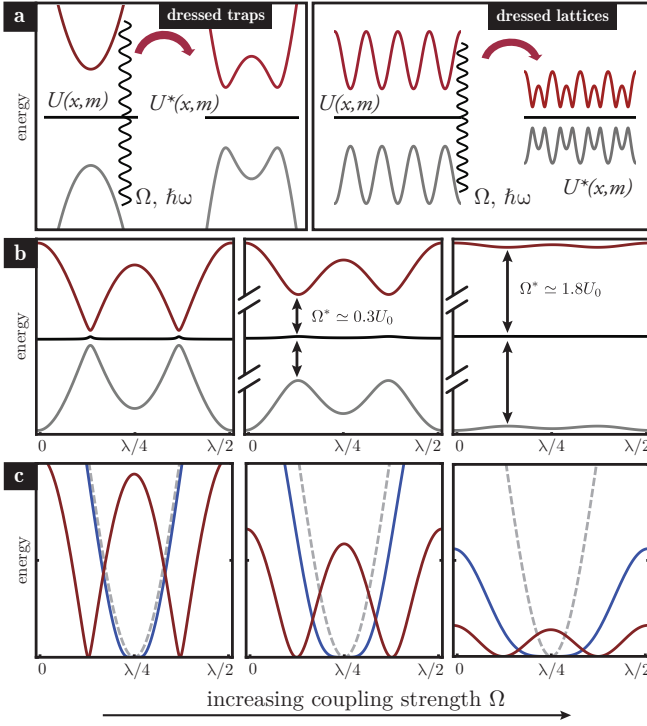 a
dressed traps
dressed lattices
energy
U(x,m)
U*(x,m)
Ω, ħω
U(x,m)
Ω, ħω
U*(x,m)
b
energy
Ω* ≃ 0.3U₀
Ω* ≃ 1.8U₀
0 λ/4 λ/2
0 λ/4 λ/2
0 λ/4 λ/2
c
energy
0 λ/4 λ/2
0 λ/4 λ/2
0 λ/4 λ/2
increasing coupling strength Ω